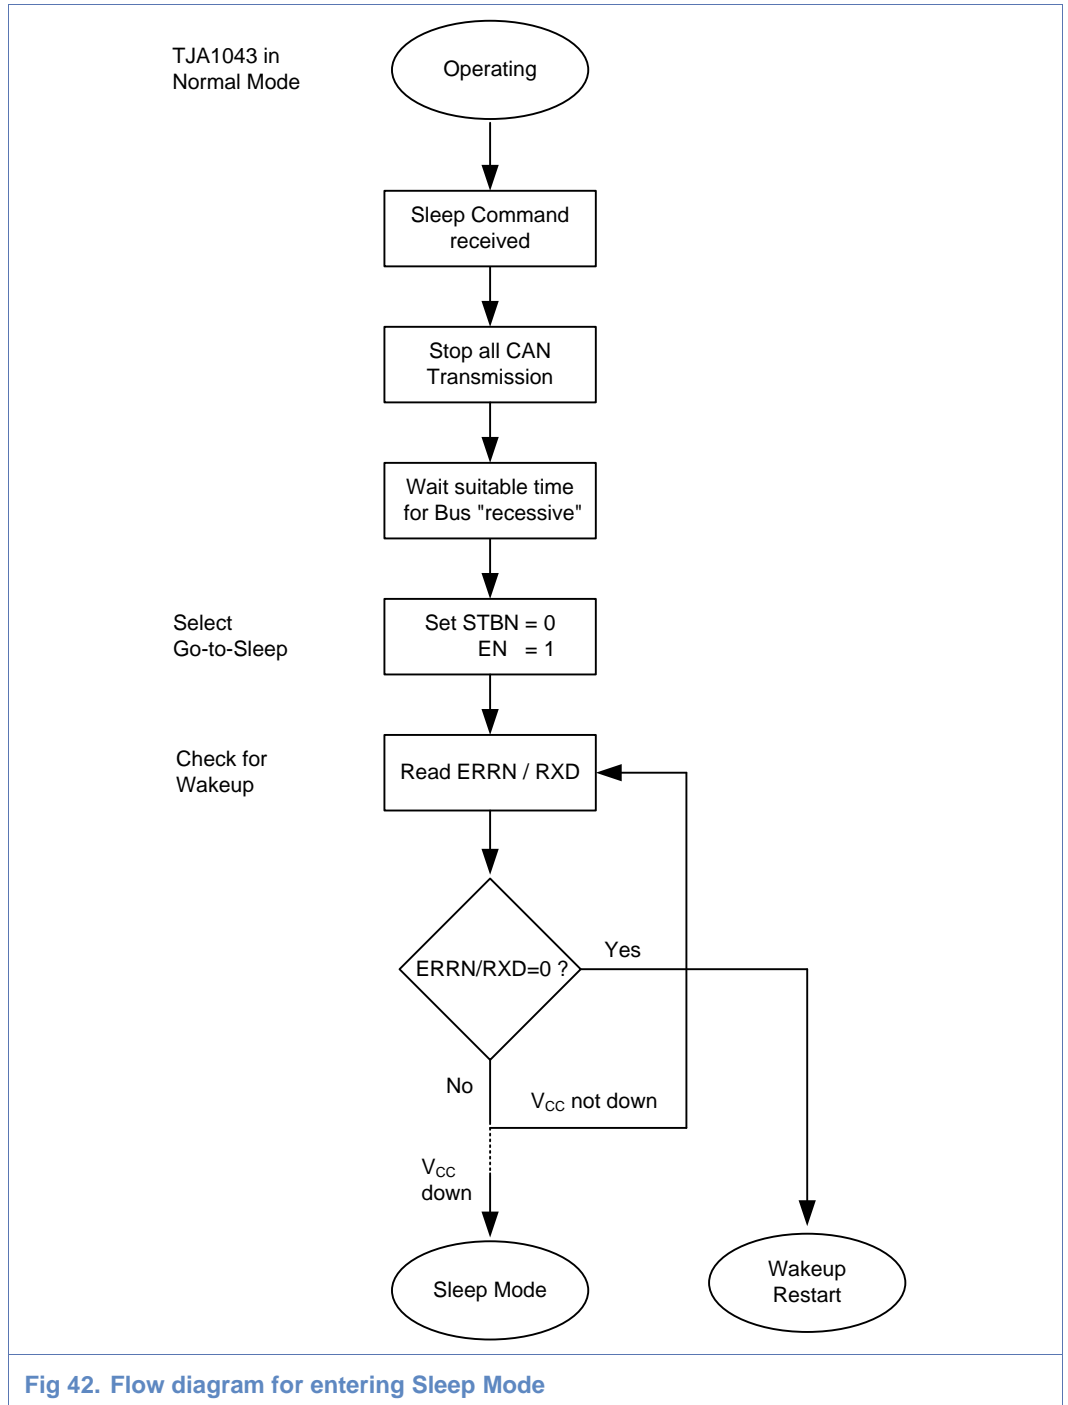 TJA1043 in
Normal Mode
Operating
Sleep Command
received
Stop all CAN
Transmission
Wait suitable time
for Bus "recessive"
Select
Go-to-Sleep
Set STBN = 0
EN = 1
Check for
Wakeup
Read ERRN / RXD
ERRN/RXD=0 ?
Yes
No
VCC not down
VCC
down
Sleep Mode
Wakeup
Restart
Fig 42. Flow diagram for entering Sleep Mode